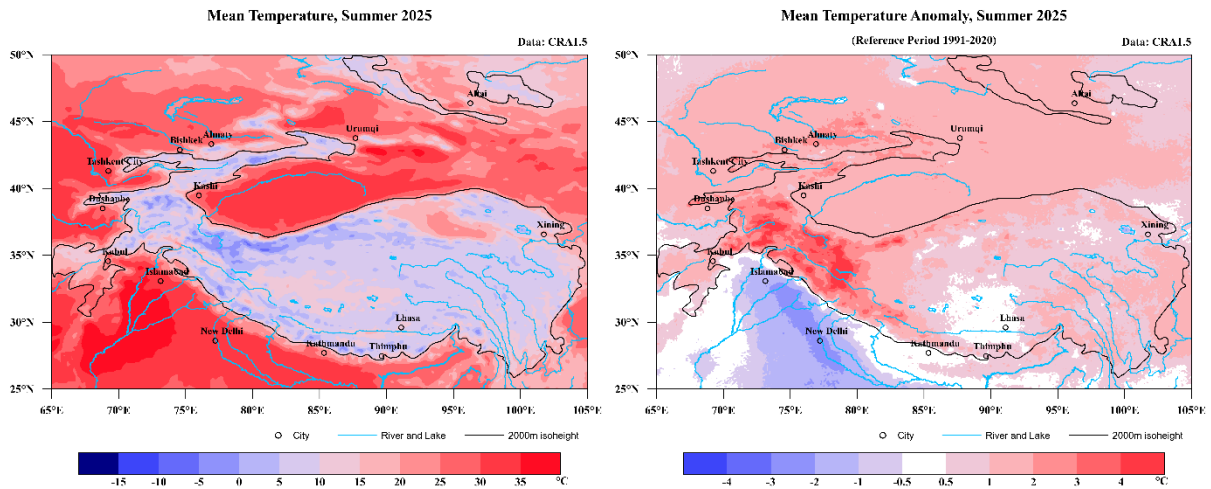 Mean Temperature, Summer 2025
Data: CRA1.5
50°N
45°N
40°N
35°N
30°N
25°N
65°E
70°E
75°E
80°E
85°E
90°E
95°E
100°E
105°E
Altai
Urumqi
Almaty
Bishkek
Tashkent City
Kashi
Dushanbe
Xining
Kabul
Islamabad
Lhasa
New Delhi
Kathmandu
Thimphu
City
River and Lake
2000m isoheight
-15
-10
-5
0
5
10
15
20
25
30
35
°C
Mean Temperature Anomaly, Summer 2025
(Reference Period 1991-2020)
Data: CRA1.5
50°N
45°N
40°N
35°N
30°N
25°N
65°E
70°E
75°E
80°E
85°E
90°E
95°E
100°E
105°E
Altai
Urumqi
Almaty
Bishkek
Tashkent City
Kashi
Dushanbe
Xining
Kabul
Islamabad
Lhasa
New Delhi
Kathmandu
Thimphu
City
River and Lake
2000m isoheight
-4
-3
-2
-1
-0.5
0.5
1
2
3
4
°C